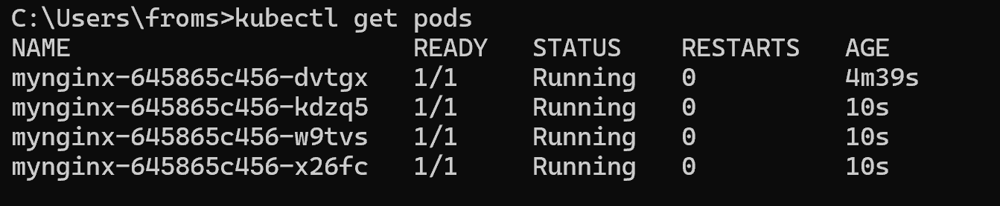 C:\Users\froms>kubectl get pods
NAME                       READY   STATUS    RESTARTS   AGE
mynginx-645865c456-dvtgx   1/1     Running   0          4m39s
mynginx-645865c456-kdzq5   1/1     Running   0          10s
mynginx-645865c456-w9tvs   1/1     Running   0          10s
mynginx-645865c456-x26fc   1/1     Running   0          10s